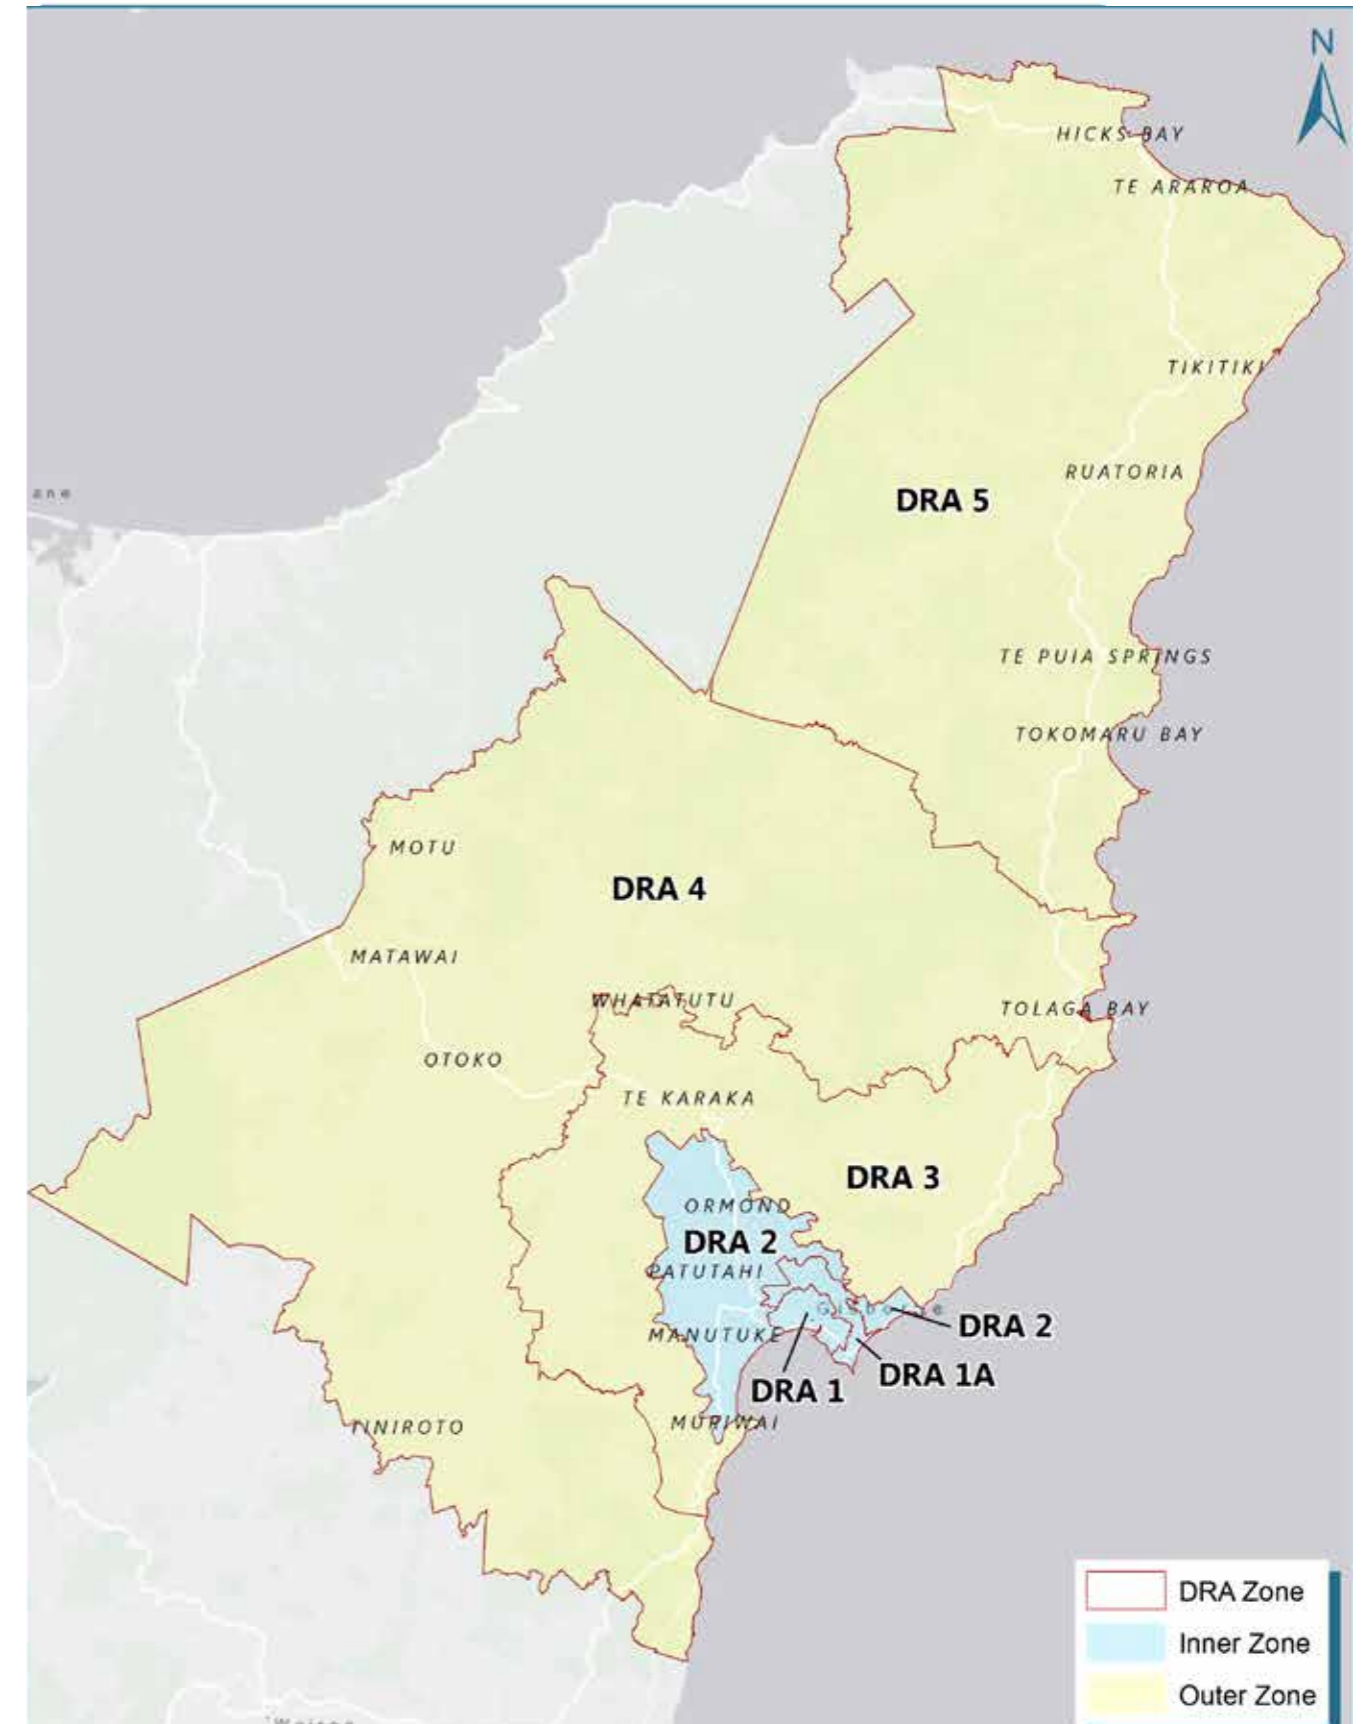 N
HICKS BAY
TE ARAROA
TIKITIKI
RUATORIA
ane
DRA 5
TE PUIA SPRINGS
TOKOMARU BAY
MOTU
DRA 4
MATAWAI
WHATATUTU
TOLAGA BAY
OTOKO
TE KARAKA
DRA 3
ORMOND
DRA 2
PATUTAHI
Gisborne
DRA 2
MANUTUKE
DRA 1A
DRA 1
MURIWAI
TINIROTO
DRA Zone
Inner Zone
Outer Zone